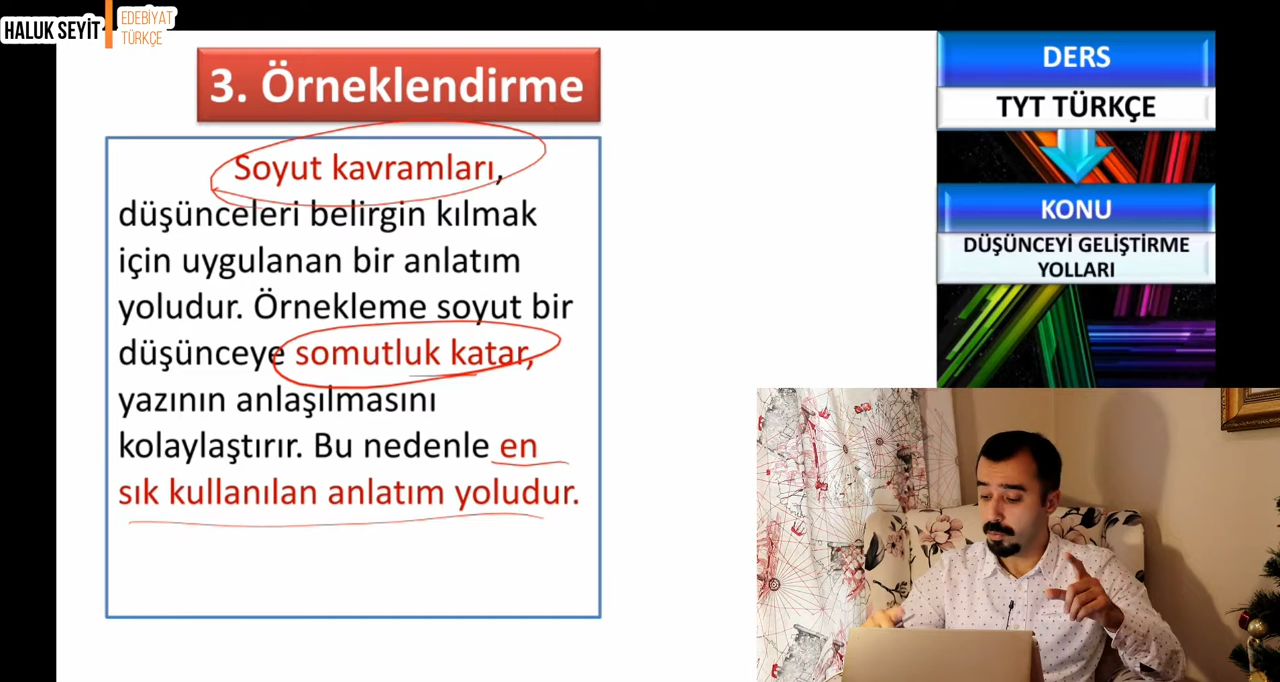 HALUK SEYİT
EDEBİYAT
TÜRKÇE
3. Örneklendirme
Soyut kavramları,
düşünceleri belirgin kılmak
için uygulanan bir anlatım
yoludur. Örnekleme soyut bir
düşünceye somutluk katar,
yazının anlaşılmasını
kolaylaştırır. Bu nedenle en
sık kullanılan anlatım yoludur.
DERS
TYT TÜRKÇE
KONU
DÜŞÜNCEYİ GELİŞTİRME
YOLLARI